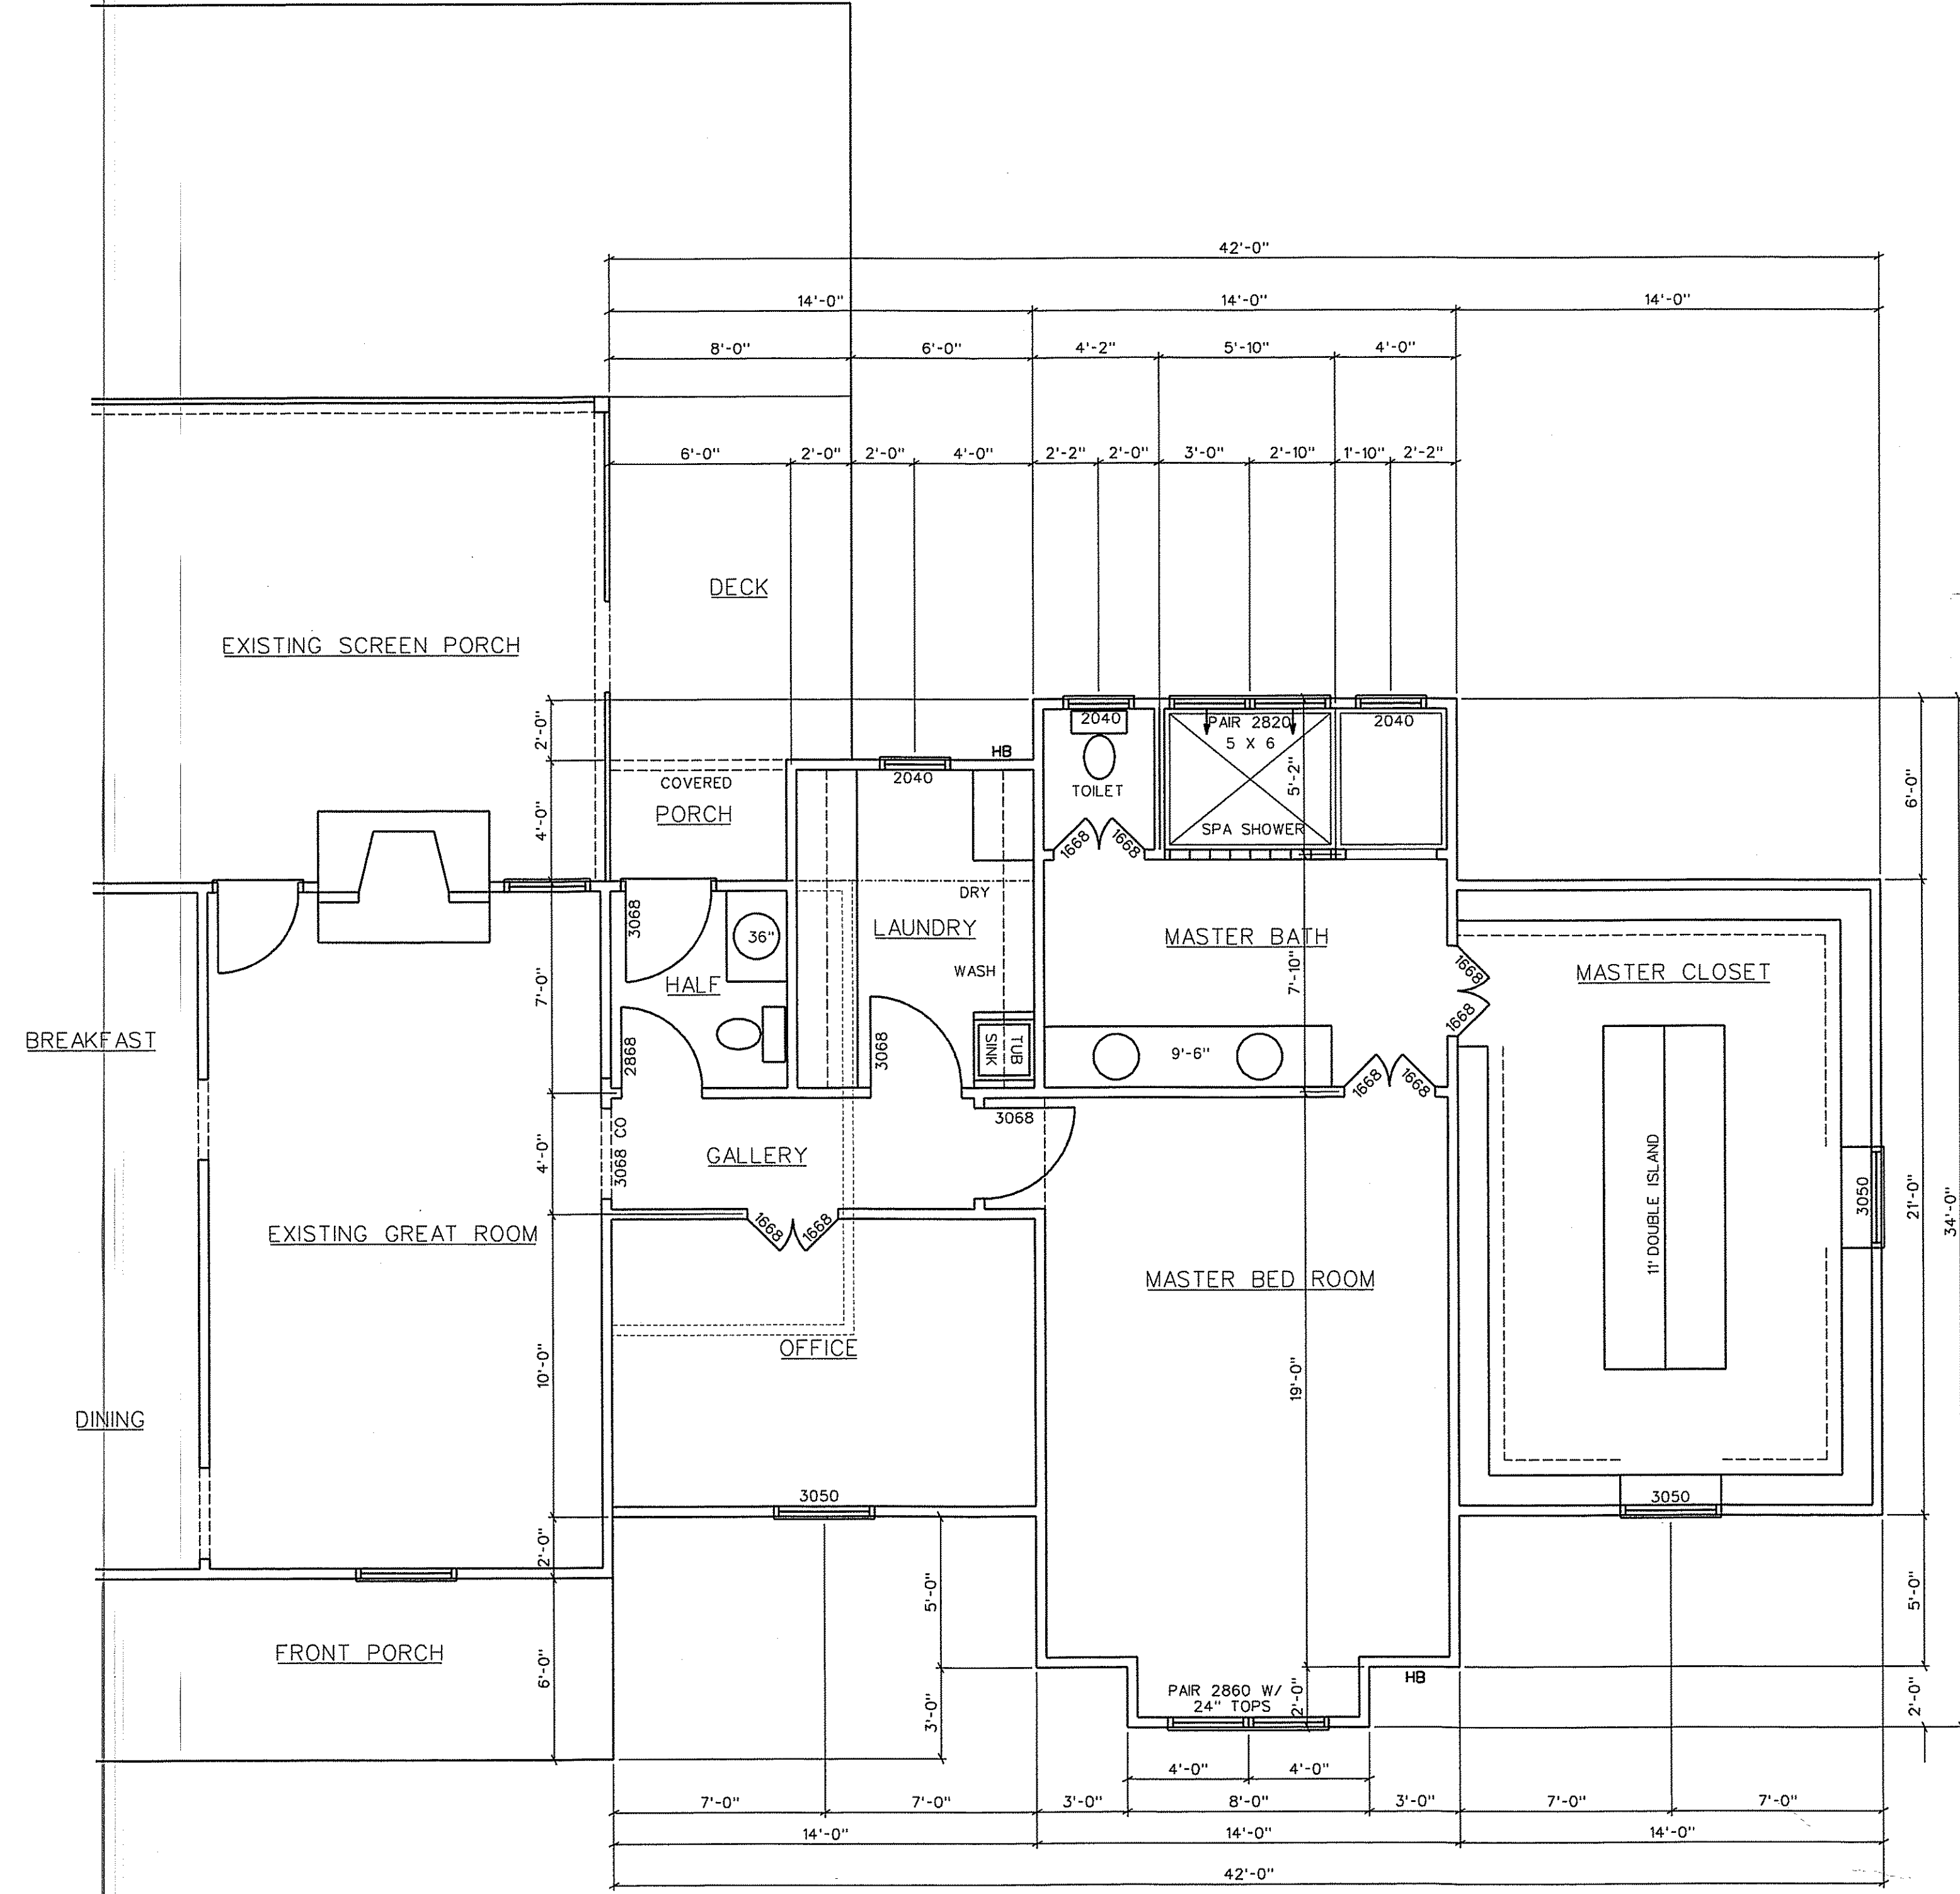 42'-0"
14'-0" 14'-0" 14'-0"
8'-0" 6'-0" 4'-2" 5'-10" 4'-0"
6'-0" 2'-0" 2'-0" 4'-0" 2'-2" 2'-0" 3'-0" 2'-10" 1'-10" 2'-2"
DECK
EXISTING SCREEN PORCH
2'-0"
HB
2040
PAIR 2820
2040
5 X 6
2040
5'-2"
COVERED
PORCH
TOILET
SPA SHOWER
4'-0"
6'-0"
1668
1668
DRY
3068
36"
LAUNDRY
MASTER BATH
WASH
1668
MASTER CLOSET
7'-0"
HALF
7'-10"
1668
BREAKFAST
2868
3068
SINK
TUB
9'-6"
1668
1668
3068
3068 CO
4'-0"
GALLERY
11' DOUBLE ISLAND
3050
21'-0"
34'-0"
EXISTING GREAT ROOM
1668
1668
MASTER BED ROOM
OFFICE
10'-0"
19'-0"
DINING
3050
3050
2'-0"
5'-0"
5'-0"
FRONT PORCH
6'-0"
HB
PAIR 2860 W/
24" TOPS
2'-0"
3'-0"
2'-0"
4'-0" 4'-0"
7'-0" 7'-0" 3'-0" 8'-0" 3'-0" 7'-0" 7'-0"
14'-0" 14'-0" 14'-0"
42'-0"